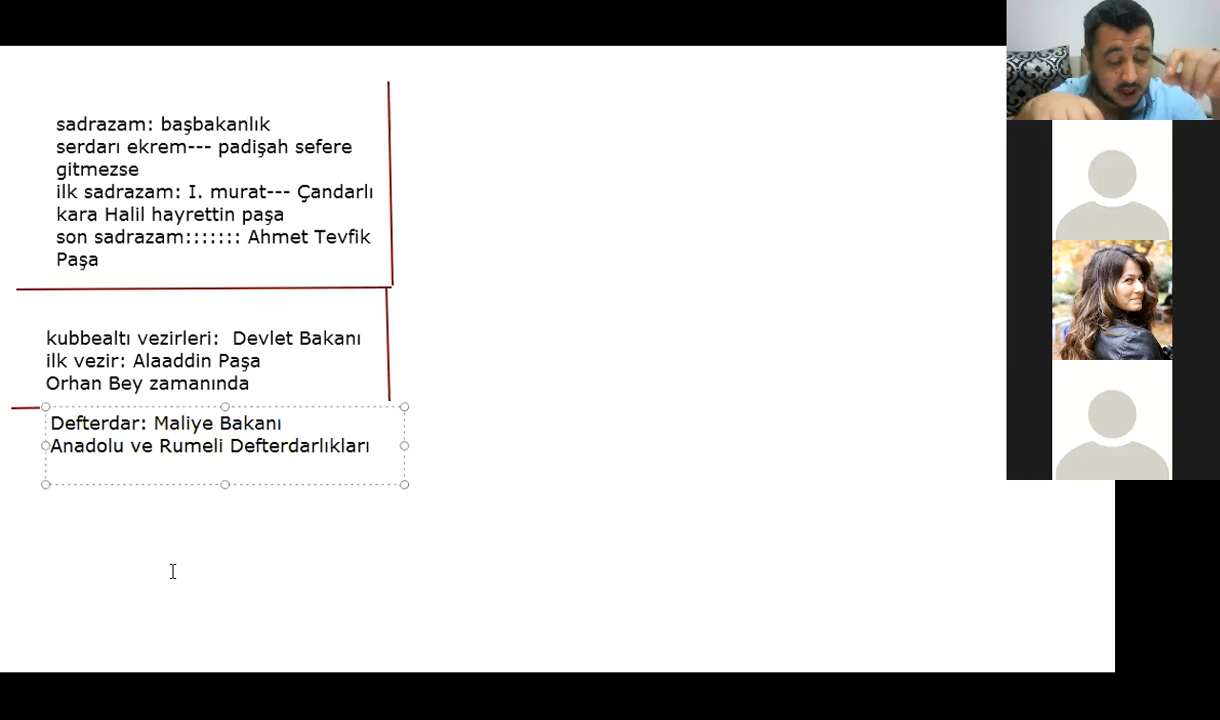 sadrazam: başbakanlık
serdarı ekrem--- padişah sefere
gitmezse
ilk sadrazam: I. murat--- Çandarlı
kara Halil hayrettin paşa
son sadrazam::::::: Ahmet Tevfik
Paşa
kubbealtı vezirleri:  Devlet Bakanı
ilk vezir: Alaaddin Paşa
Orhan Bey zamanında
Defterdar: Maliye Bakanı
Anadolu ve Rumeli Defterdarlıkları